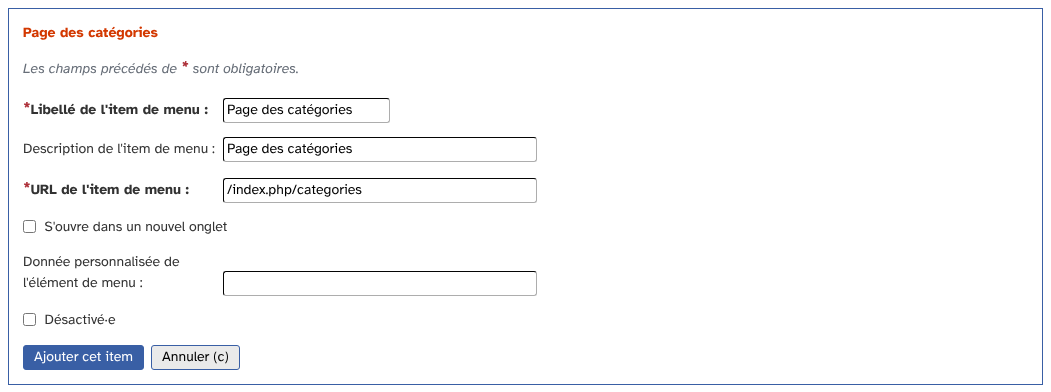 Page des catégories
Les champs précédés de * sont obligatoires.
*Libellé de l'item de menu : Page des catégories
Description de l'item de menu : Page des catégories
*URL de l'item de menu : /index.php/categories
S'ouvre dans un nouvel onglet
Donnée personnalisée de
l'élément de menu :
Désactivé·e
Ajouter cet item Annuler (c)